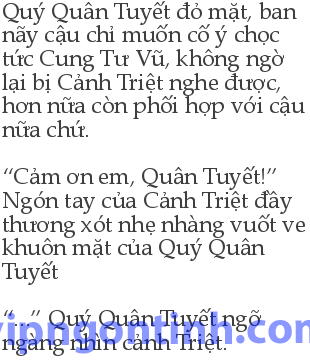 Quý Quân Tuyết đỏ mặt, ban
nãy cậu chỉ muốn cố ý chọc
tức Cung Tư Vũ, không ngờ
lại bị Cảnh Triệt nghe được,
hơn nữa còn phối hợp với cậu
nữa chứ.
“Cảm ơn em, Quân Tuyết!”
Ngón tay của Cảnh Triệt đầy
thương xót nhẹ nhàng vuốt ve
khuôn mặt của Quý Quân
Tuyết
“...” Quý Quân Tuyết ngỡ
ngàng nhìn cảnh Triệt.
vipngontinh.com